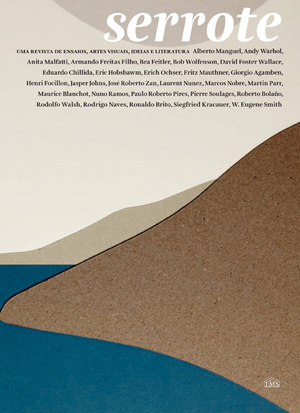 serrote
UMA REVISTA DE ENSAIOS, ARTES VISUAIS, IDEIAS E LITERATURA Alberto Manguel, Andy Warhol,
Anita Malfatti, Armando Freitas Filho, Bea Feitler, Bob Wolfenson, David Foster Wallace,
Eduardo Chillida, Eric Hobsbawm, Erich Ochser, Fritz Mauthner, Giorgio Agamben,
Henri Focillon, Jasper Johns, José Roberto Zan, Laurent Nunez, Marcos Nobre, Martin Parr,
Maurice Blanchot, Nuno Ramos, Paulo Roberto Pires, Pierre Soulages, Roberto Bolaño,
Rodolfo Walsh, Rodrigo Naves, Ronaldo Brito, Siegfried Kracauer, W. Eugene Smith
IMS